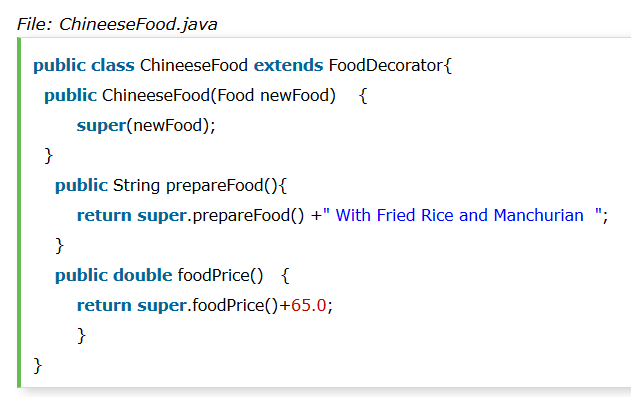 File: ChineeseFood.java
public class ChineeseFood extends FoodDecorator{
public ChineeseFood(Food newFood)    {
super(newFood);
}
public String prepareFood(){
return super.prepareFood() +" With Fried Rice and Manchurian  ";
}
public double foodPrice()   {
return super.foodPrice()+65.0;
}
}